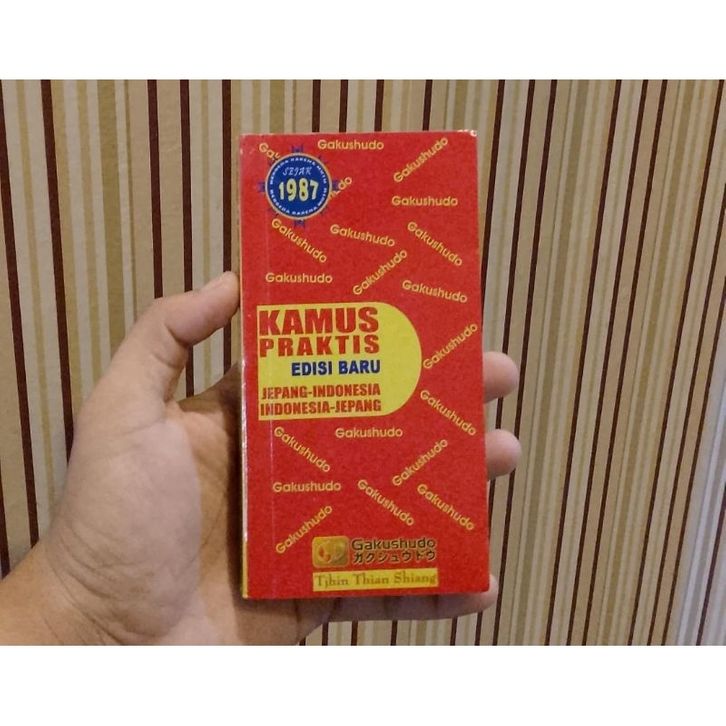 Gakushudo
Gakushudo
SEJAK
1987
Gakushudo
Gakushudo
Gakushudo
Gakushudo
Gakushudo
Gakushudo
Gakushudo
KAMUS
PRAKTIS
EDISI BARU
JEPANG-INDONESIA
INDONESIA-JEPANG
Gakushudo
Gakushudo
Gakushudo
Gakushudo
Gakushudo
Gakushudo
Gakushudo
Gakushudo
Gakushudo
ガクシュウドウ
Tjhin Thian Shiang